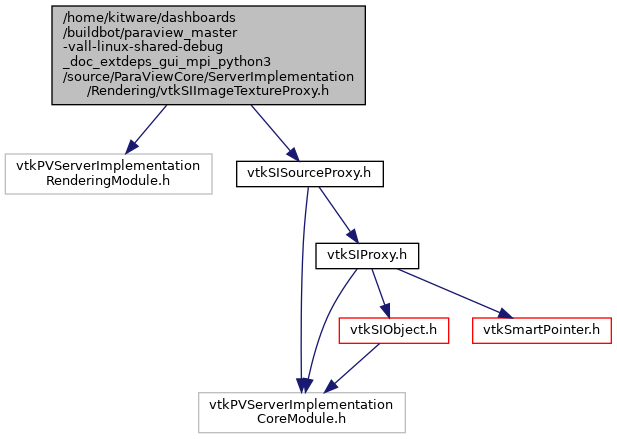 /home/kitware/dashboards
/buildbot/paraview_master
-vall-linux-shared-debug
_doc_extdeps_gui_mpi_python3
/source/ParaViewCore/ServerImplementation
/Rendering/vtkSIImageTextureProxy.h
vtkPVServerImplementation
RenderingModule.h
vtkSISourceProxy.h
vtkSIProxy.h
vtkSIObject.h
vtkSmartPointer.h
vtkPVServerImplementation
CoreModule.h